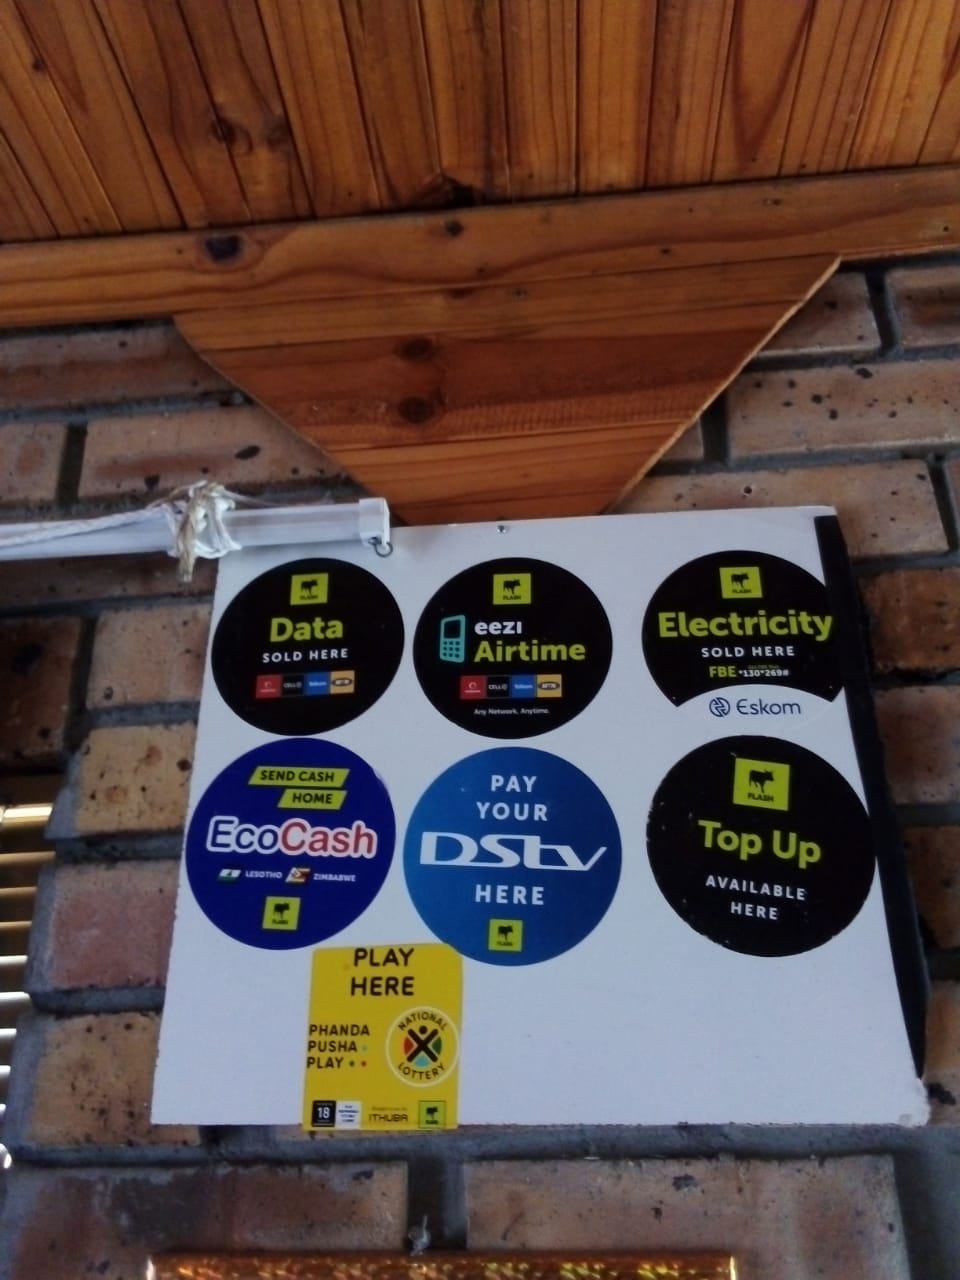 FLASH
Data
SOLD HERE
CELL C Telkom MTN
FLASH
eezi
Airtime
CELL C Telkom MTN
Any Network. Anytime.
FLASH
Electricity
SOLD HERE
FBE *130*269#
Eskom
SEND CASH
HOME
EcoCash
LESOTHO ZIMBABWE
FLASH
PAY
YOUR
DStv
HERE
FLASH
FLASH
Top Up
AVAILABLE
HERE
PLAY
HERE
PHANDA
PUSHA
PLAY
NATIONAL
LOTTERY
18
ITHUBA
FLASH